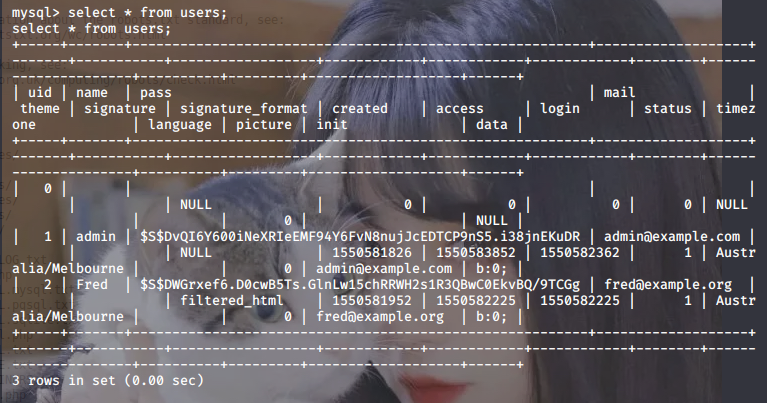 mysql> select * from users;
select * from users;
+-----+-------+---------------------------------------------------------+-------------------+
-------+-----------+------------------+------------+------------+------------+--------+------
---------------+----------+---------+-------------------+------+
| uid | name | pass | mail |
theme | signature | signature_format | created | access | login | status | timez
one | language | picture | init | data |
+-----+-------+---------------------------------------------------------+-------------------+
-------+-----------+------------------+------------+------------+------------+--------+------
---------------+----------+---------+-------------------+------+
| 0 | | | |
| | NULL | 0 | 0 | 0 | 0 | NULL
| | 0 | | NULL |
| 1 | admin | $S$DvQI6Y600iNeXRIeEMF94Y6FvN8nujJcEDTCP9nS5.i38jnEKuDR | admin@example.com |
| | NULL | 1550581826 | 1550583852 | 1550582362 | 1 | Austr
alia/Melbourne | | 0 | admin@example.com | b:0; |
| 2 | Fred | $S$DWGrxef6.D0cwB5Ts.GlnLw15chRRWH2s1R3QBwC0EkvBQ/9TCGg | fred@example.org |
| | filtered_html | 1550581952 | 1550582225 | 1550582225 | 1 | Austr
alia/Melbourne | | 0 | fred@example.org | b:0; |
+-----+-------+---------------------------------------------------------+-------------------+
-------+-----------+------------------+------------+------------+------------+--------+------
---------------+----------+---------+-------------------+------+
3 rows in set (0.00 sec)